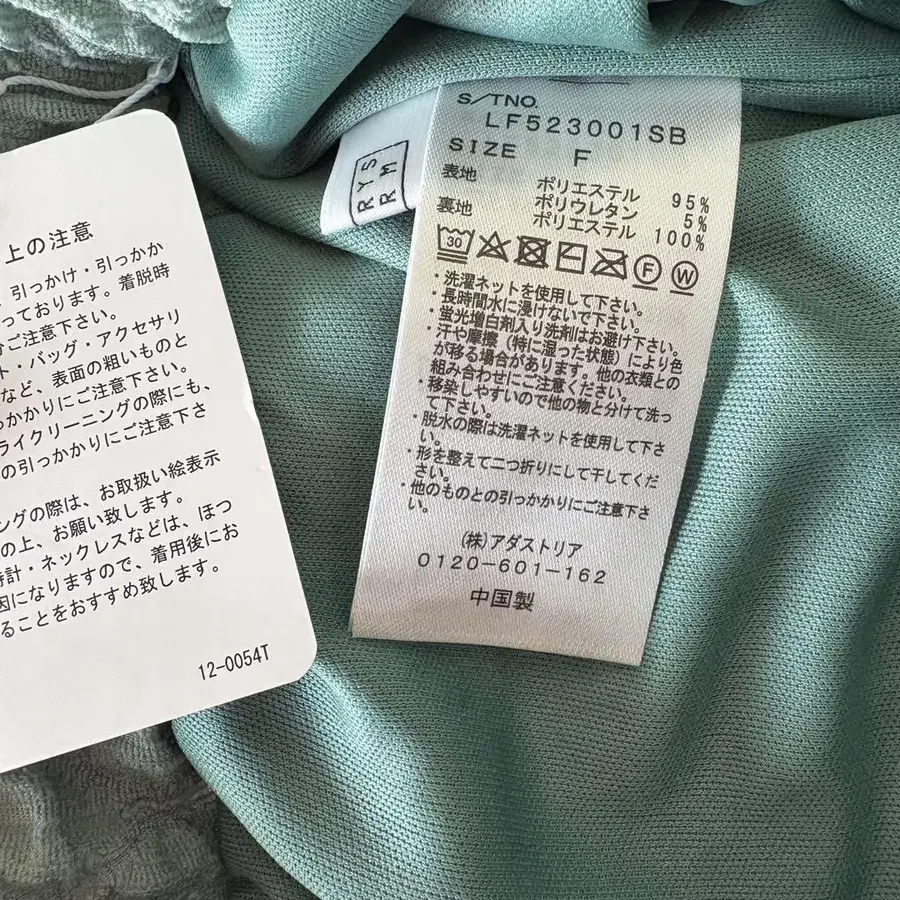 上の注意
、引っかけ・引っかか
っております。着脱時
ご注意下さい。
ト・バッグ・アクセサリ
など、表面の粗いものと
っかかりにご注意下さい。
ライクリーニングの際にも、
の引っかかりにご注意下さ
ングの際は、お取扱い絵表示
の上、お願い致します。
時計・ネックレスなどは、ほつ
因になりますので、着用後にお
ることをおすすめ致します。
12-0054T
RYS
RM
S/TNO.
LF523001SB
SIZE F
表地 ポリエステル 95%
ポリウレタン 5%
裏地 ポリエステル 100%
30 F W
・洗濯ネットを使用して下さい。
・長時間水に浸けないで下さい。
・蛍光増白剤入り洗剤はお避け下さい。
・汗や摩擦(特に湿った状態)により色
が移る場合があります。他の衣類との
組み合わせにご注意ください。
・移染しやすいので他の物と分けて洗っ
て下さい。
・脱水の際は洗濯ネットを使用して下さ
い。
・形を整えて二つ折りにして干してくだ
さい。
・他のものとの引っかかりにご注意下さ
い。
(株)アダストリア
0120-601-162
中国製